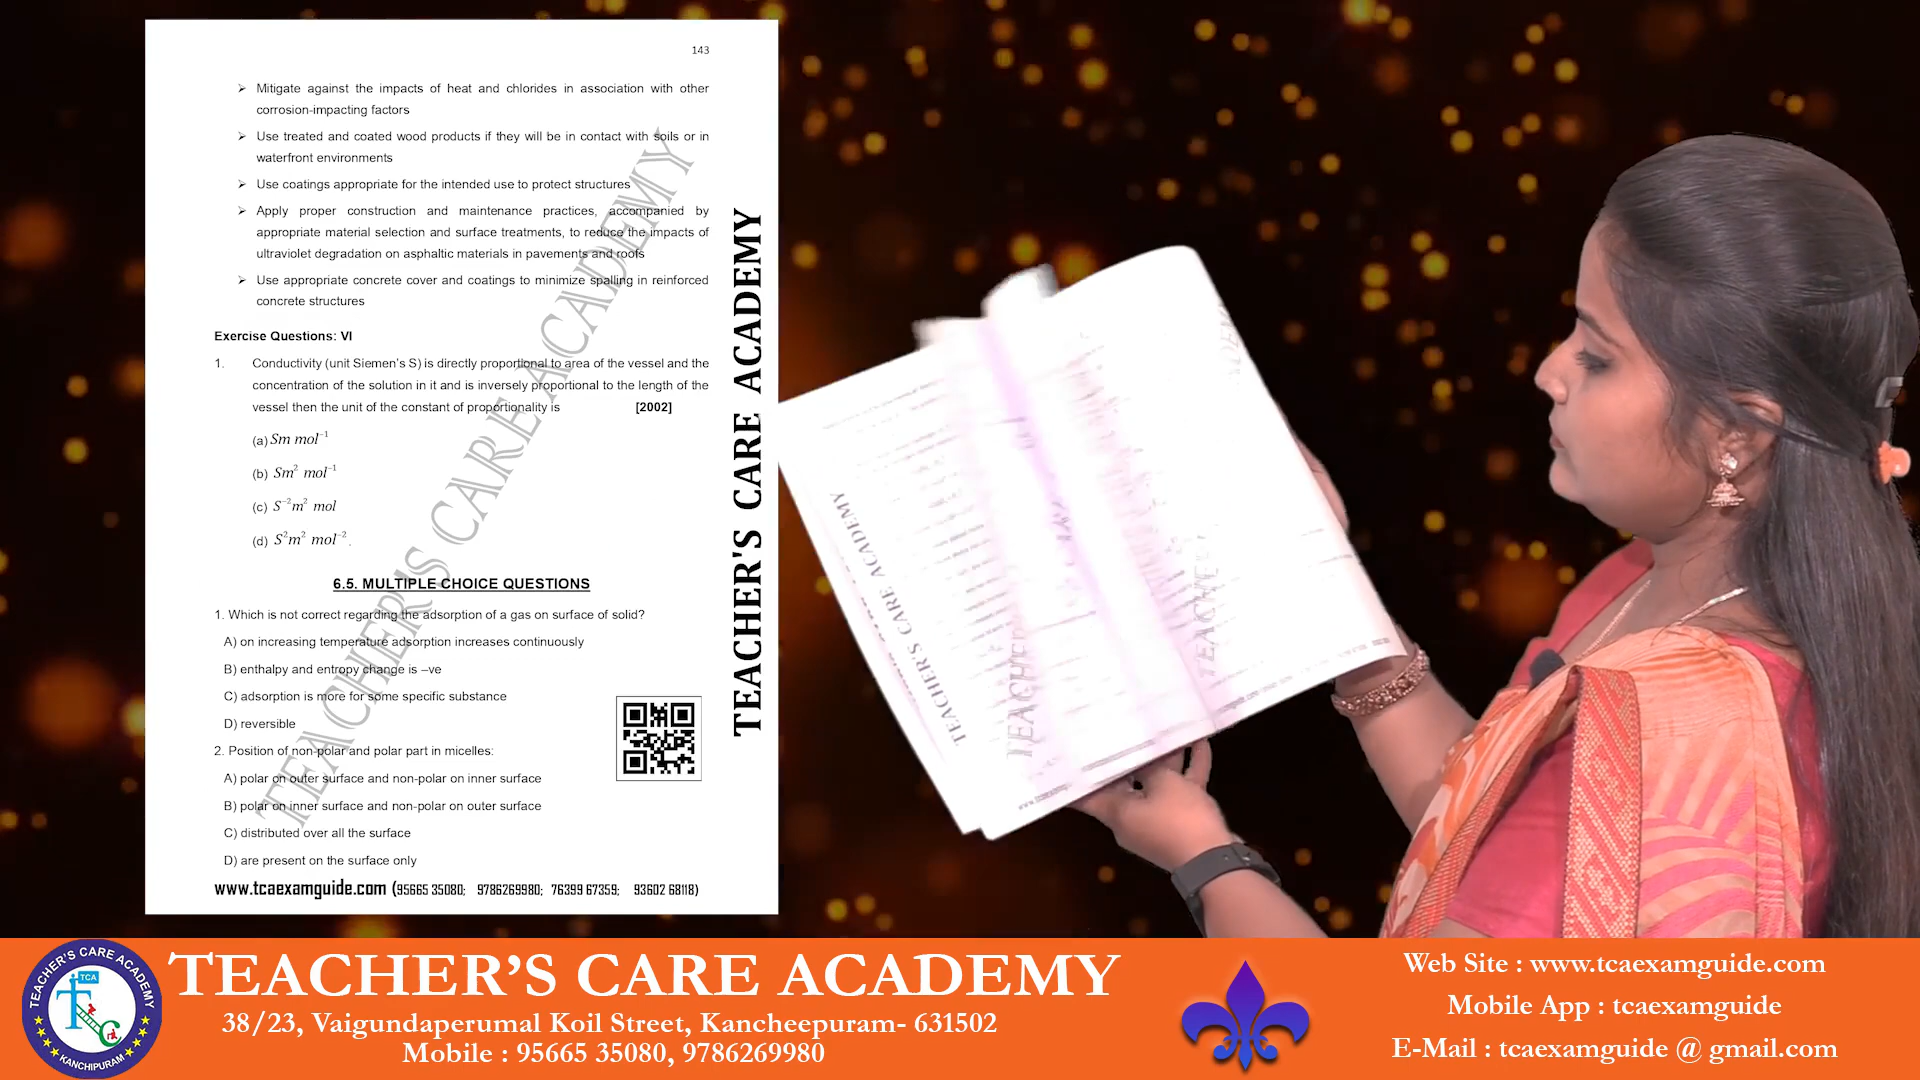 143
➢ Mitigate against the impacts of heat and chlorides in association with other
corrosion-impacting factors
➢ Use treated and coated wood products if they will be in contact with soils or in
waterfront environments
➢ Use coatings appropriate for the intended use to protect structures
➢ Apply proper construction and maintenance practices, accompanied by
appropriate material selection and surface treatments, to reduce the impacts of
ultraviolet degradation on asphaltic materials in pavements and roofs
➢ Use appropriate concrete cover and coatings to minimize spalling in reinforced
concrete structures
Exercise Questions: VI
1. Conductivity (unit Siemen's S) is directly proportional to area of the vessel and the
concentration of the solution in it and is inversely proportional to the length of the
vessel then the unit of the constant of proportionality is [2002]
(a) Sm mol⁻¹
(b) Sm² mol⁻¹
(c) S⁻²m² mol
(d) S²m² mol⁻².
6.5. MULTIPLE CHOICE QUESTIONS
1. Which is not correct regarding the adsorption of a gas on surface of solid?
A) on increasing temperature adsorption increases continuously
B) enthalpy and entropy change is –ve
C) adsorption is more for some specific substance
D) reversible
2. Position of non-polar and polar part in micelles:
A) polar on outer surface and non-polar on inner surface
B) polar on inner surface and non-polar on outer surface
C) distributed over all the surface
D) are present on the surface only
www.tcaexamguide.com (95665 35080; 9786269980; 76399 67359; 93602 68118)
TEACHER'S CARE ACADEMY
TEACHER'S CARE ACADEMY
TEACHER'S CARE ACADEMY
TEACHER'S CARE ACADEMY
TCA
KANCHIPURAM
TEACHER'S CARE ACADEMY
38/23, Vaigundaperumal Koil Street, Kancheepuram- 631502
Mobile : 95665 35080, 9786269980
Web Site : www.tcaexamguide.com
Mobile App : tcaexamguide
E-Mail : tcaexamguide @ gmail.com